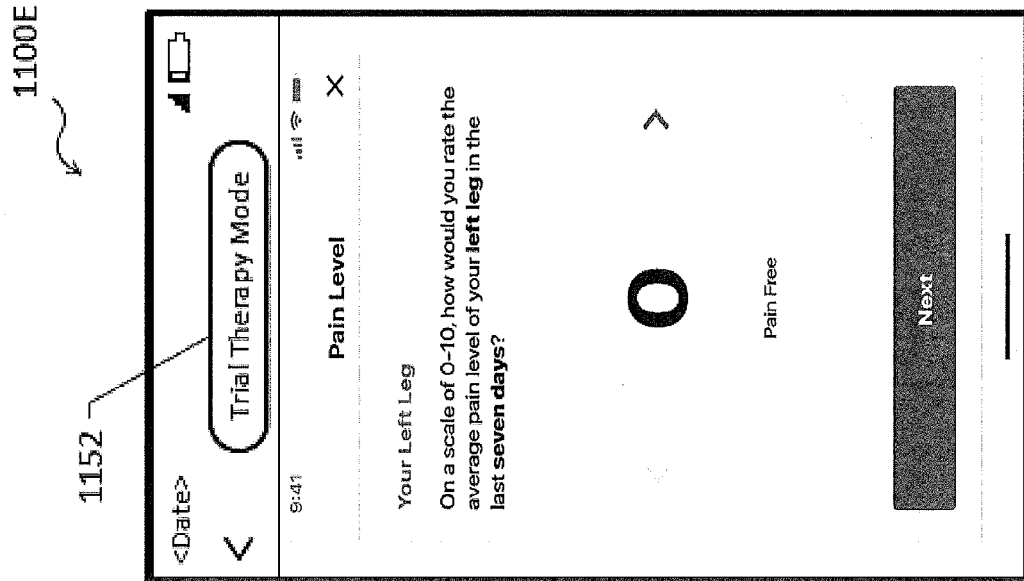 1100E
1152
<Date>
< Trial Therapy Mode
9:41
Pain Level X
Your Left Leg
On a scale of 0-10, how would you rate the
average pain level of your left leg in the
last seven days?
0 >
Pain Free
Next